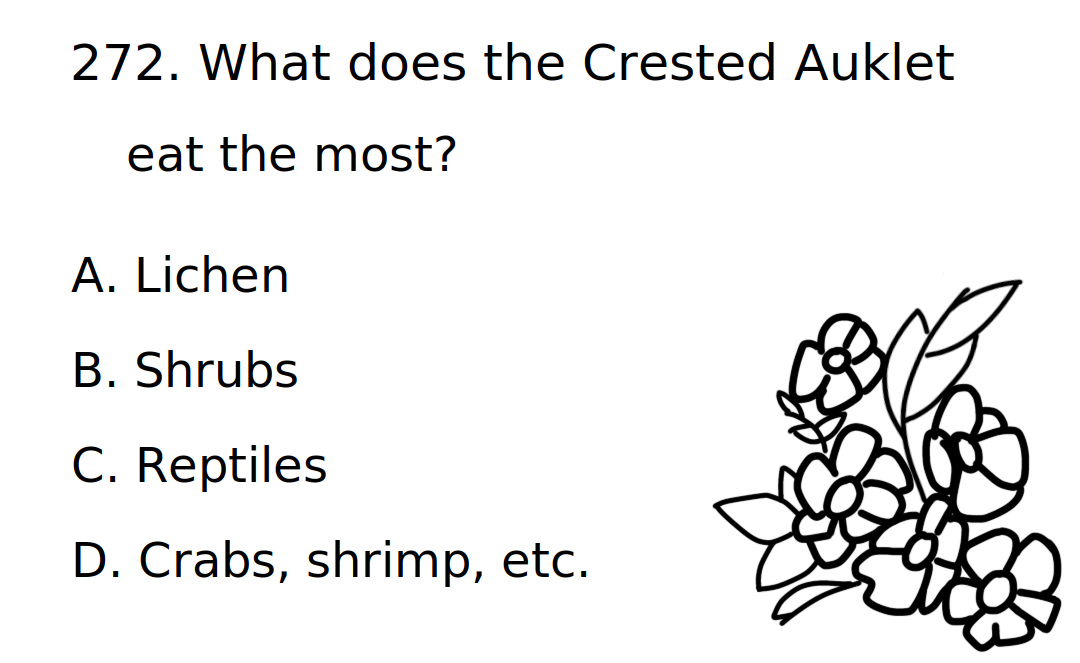 272. What does the Crested Auklet
eat the most?
A. Lichen
B. Shrubs
C. Reptiles
D. Crabs, shrimp, etc.